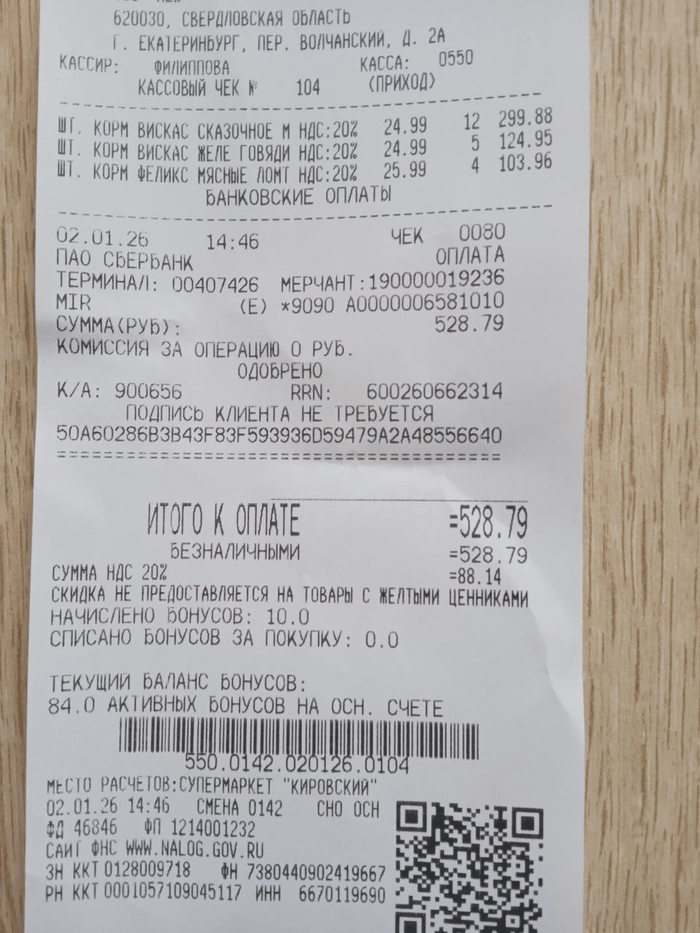 620030, СВЕРДЛОВСКАЯ ОБЛАСТЬ
Г. ЕКАТЕРИНБУРГ, ПЕР. ВОЛЧАНСКИЙ, Д. 2А
КАССИР: ФИЛИППОВА КАССА: 0550
КАССОВЫЙ ЧЕК № 104 (ПРИХОД)
ШТ. КОРМ ВИСКАС СКАЗОЧНОЕ М НДС:20% 24.99 12 299.88
ШТ. КОРМ ВИСКАС ЖЕЛЕ ГОВЯДИ НДС:20% 24.99 5 124.95
ШТ. КОРМ ФЕЛИКС МЯСНЫЕ ЛОМТ НДС:20% 25.99 4 103.96
БАНКОВСКИЕ ОПЛАТЫ
02.01.26 14:46 ЧЕК 0080
ПАО СБЕРБАНК ОПЛАТА
ТЕРМИНАЛ: 00407426 МЕРЧАНТ:190000019236
MIR (E) *9090 A0000006581010
СУММА(РУБ): 528.79
КОМИССИЯ ЗА ОПЕРАЦИЮ 0 РУБ.
ОДОБРЕНО
К/А: 900656 RRN: 600260662314
ПОДПИСЬ КЛИЕНТА НЕ ТРЕБУЕТСЯ
50A60286B3B43F83F593936D59479A2A48556640
==========================================
ИТОГО К ОПЛАТЕ =528.79
БЕЗНАЛИЧНЫМИ =528.79
СУММА НДС 20% =88.14
СКИДКА НЕ ПРЕДОСТАВЛЯЕТСЯ НА ТОВАРЫ С ЖЕЛТЫМИ ЦЕННИКАМИ
НАЧИСЛЕНО БОНУСОВ: 10.0
СПИСАНО БОНУСОВ ЗА ПОКУПКУ: 0.0
ТЕКУЩИЙ БАЛАНС БОНУСОВ:
84.0 АКТИВНЫХ БОНУСОВ НА ОСН. СЧЕТЕ
550.0142.020126.0104
МЕСТО РАСЧЕТОВ:СУПЕРМАРКЕТ "КИРОВСКИЙ"
02.01.26 14:46 СМЕНА 0142 СНО ОСН
ФД 46846 ФП 1214001232
САЙТ ФНС WWW.NALOG.GOV.RU
ЗН ККТ 0128009718 ФН 7380440902419667
РН ККТ 0001057109045117 ИНН 6670119690